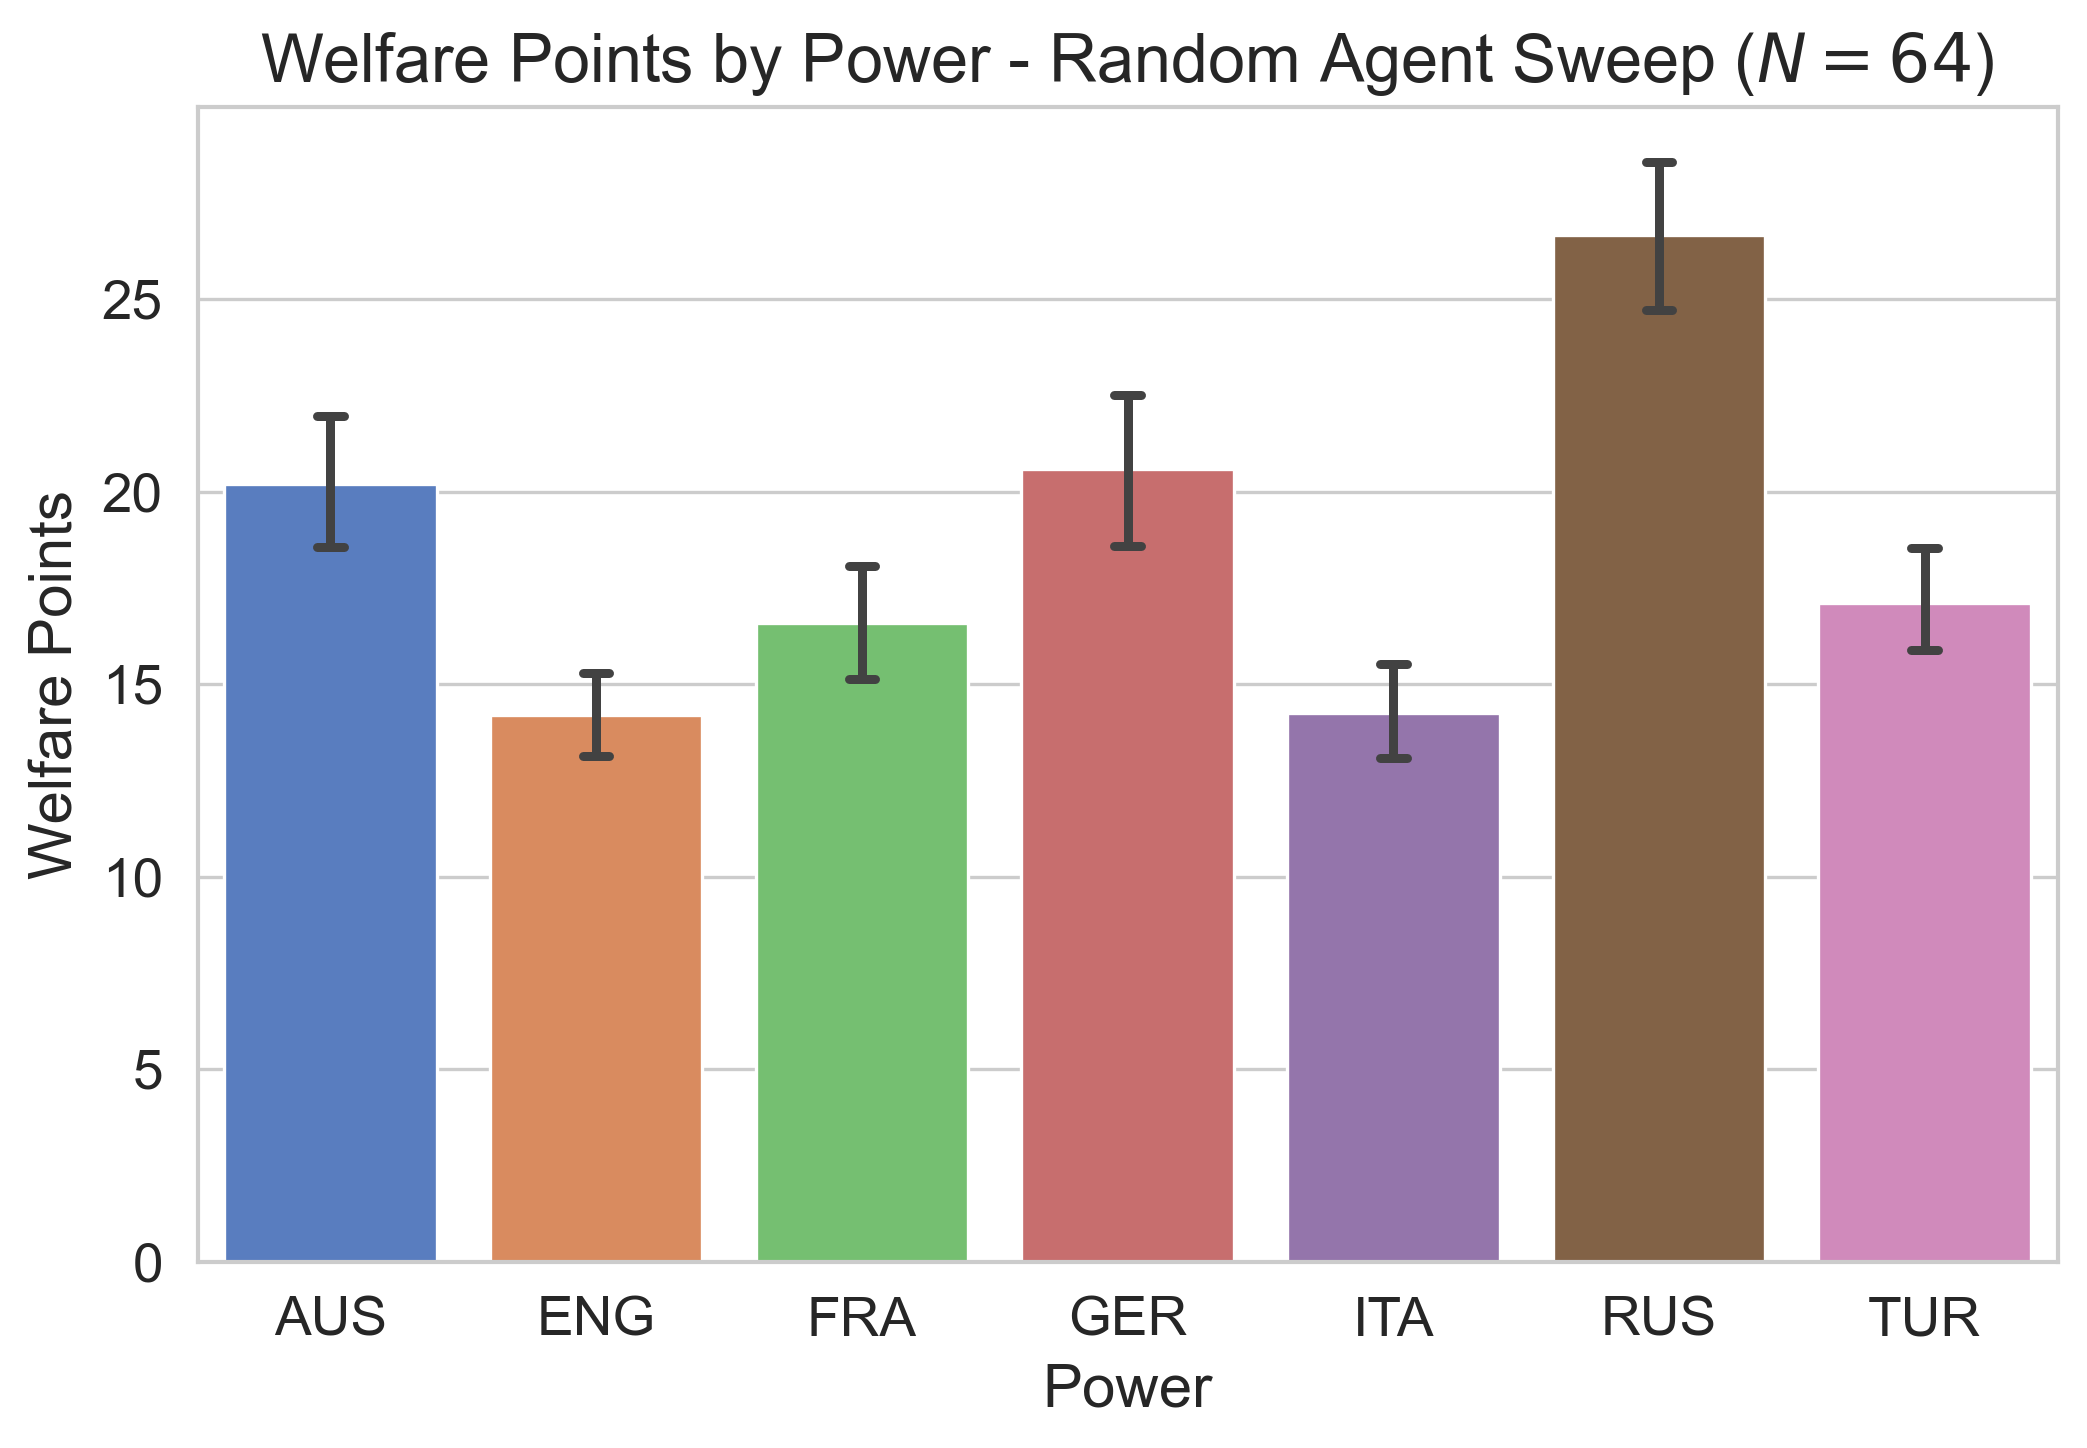 Welfare Points by Power - Random Agent Sweep (N = 64)
Welfare Points
25
20
15
10
5
0
AUS ENG FRA GER ITA RUS TUR
Power